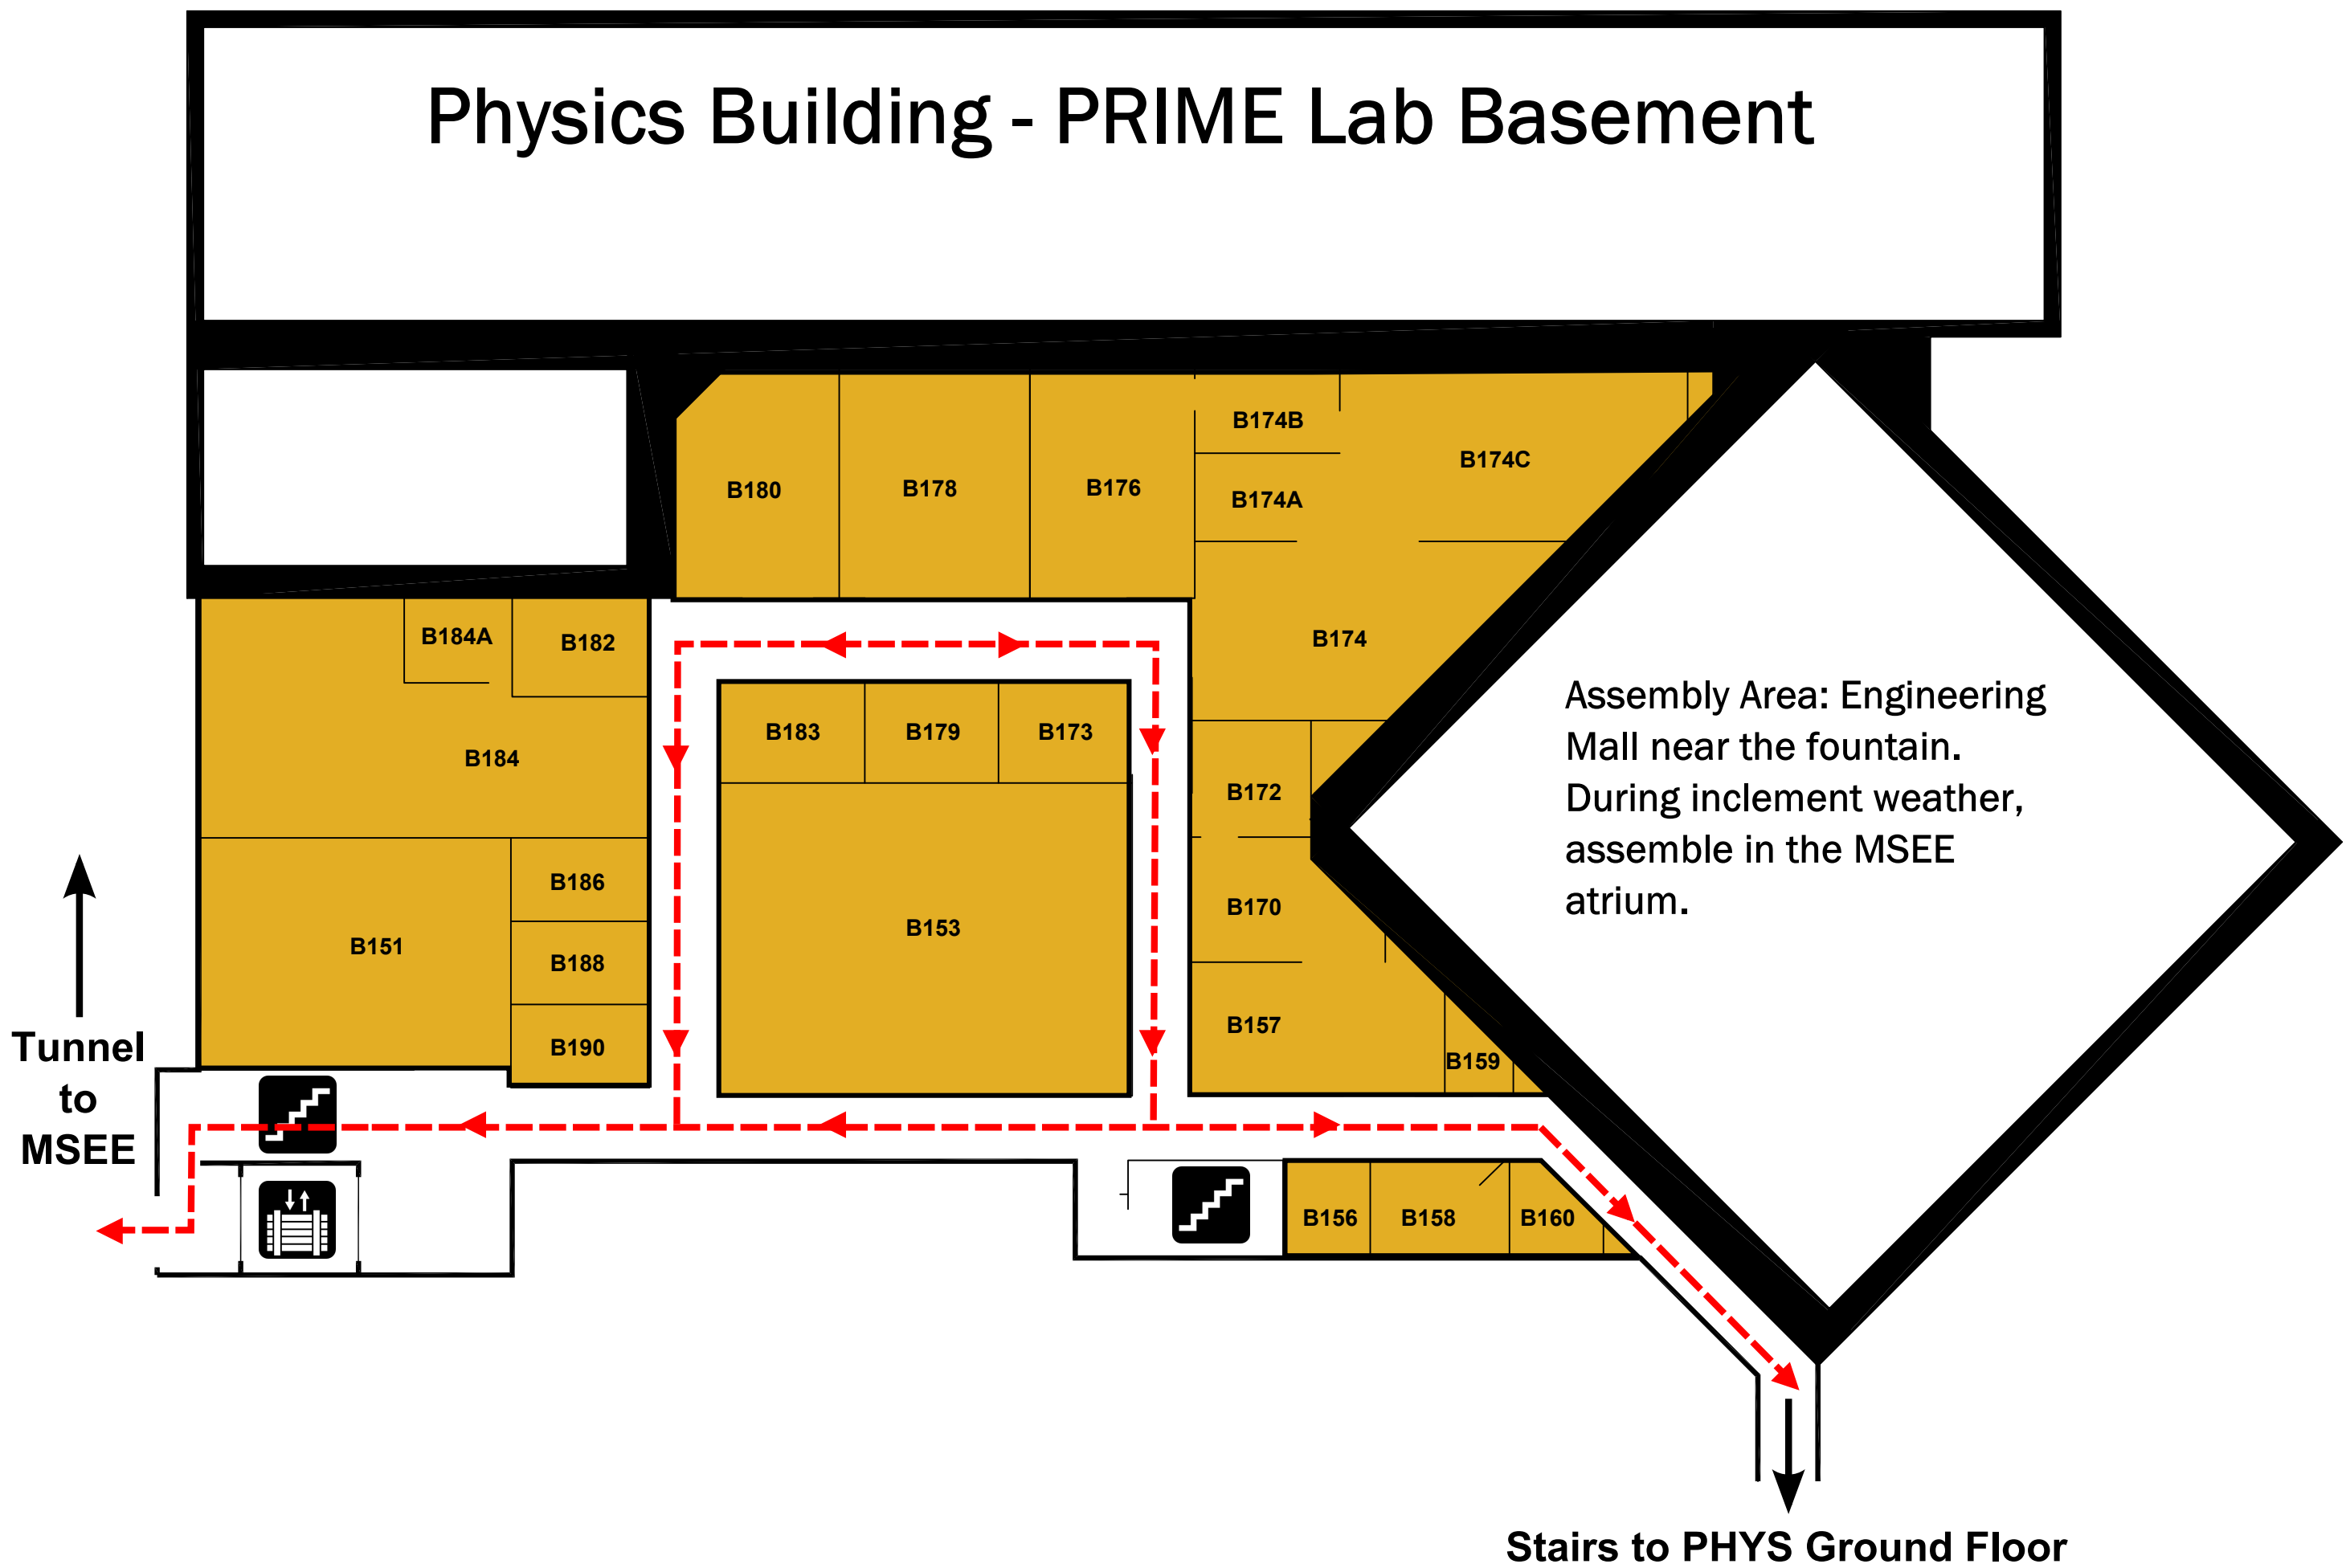 Physics Building - PRIME Lab Basement
B174B
B174C
B180
B178
B176
B174A
B184A
B182
B174
B183
B179
B173
B184
B172
B186
B170
B153
B151
B188
B157
B190
B159
Assembly Area: Engineering
Mall near the fountain.
During inclement weather,
assemble in the MSEE
atrium.
Tunnel
to
MSEE
B156
B158
B160
Stairs to PHYS Ground Floor